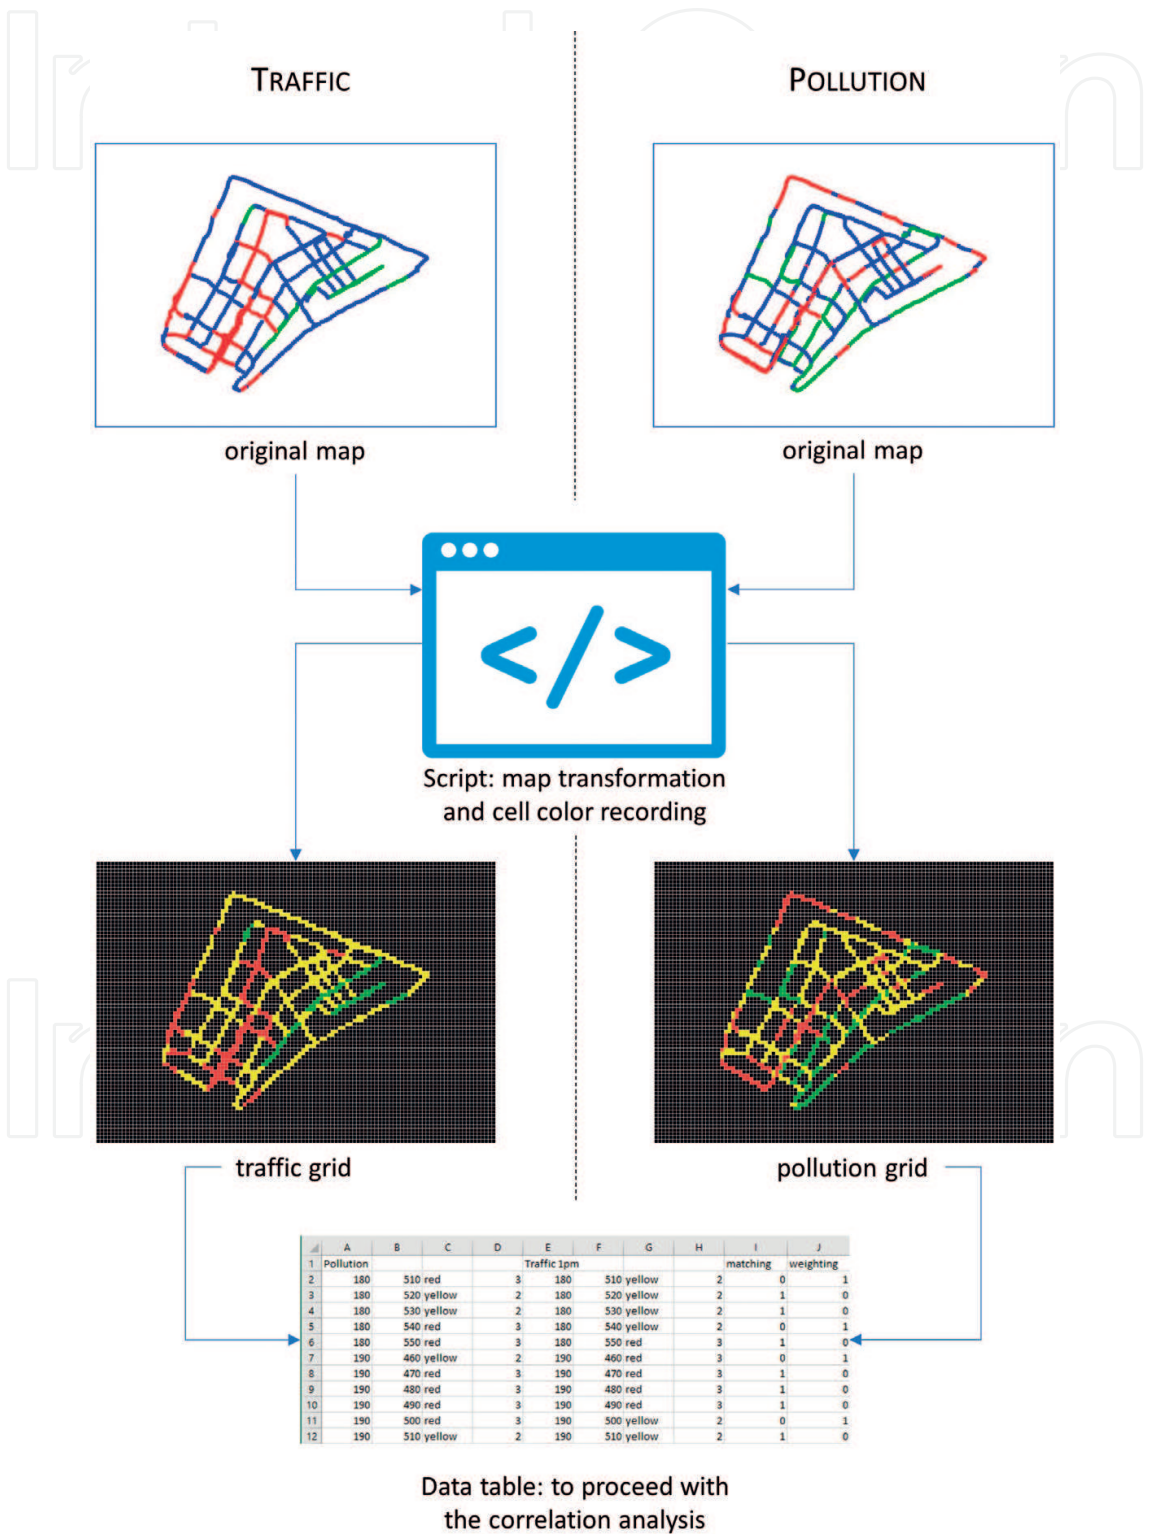 TRAFFIC
POLLUTION
original map
original map
</>
Script: map transformation
and cell color recording
traffic grid
pollution grid
A B C D E F G H I J
1 Pollution Traffic 1pm matching weighting
2 180 510 red 3 180 510 yellow 2 0 1
3 180 520 yellow 2 180 520 yellow 2 1 0
4 180 530 yellow 2 180 530 yellow 2 1 0
5 180 540 red 3 180 540 yellow 2 0 1
6 180 550 red 3 180 550 red 3 1 0
7 190 460 yellow 2 190 460 red 3 0 1
8 190 470 red 3 190 470 red 3 1 0
9 190 480 red 3 190 480 red 3 1 0
10 190 490 red 3 190 490 red 3 1 0
11 190 500 red 3 190 500 yellow 2 0 1
12 190 510 yellow 2 190 510 yellow 2 1 0
Data table: to proceed with
the correlation analysis